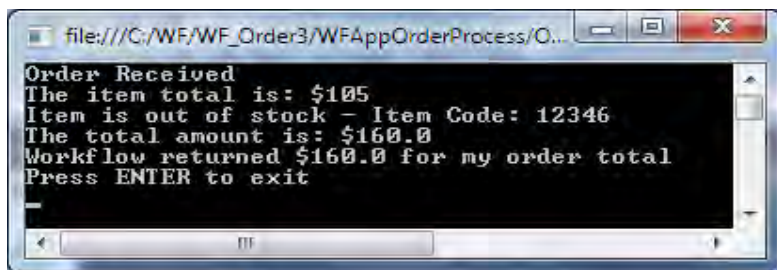 file:///C:/WF/WF_Order3/WFAppOrderProcess/O...
Order Received
The item total is: $105
Item is out of stock - Item Code: 12346
The total amount is: $160.0
Workflow returned $160.0 for my order total
Press ENTER to exit